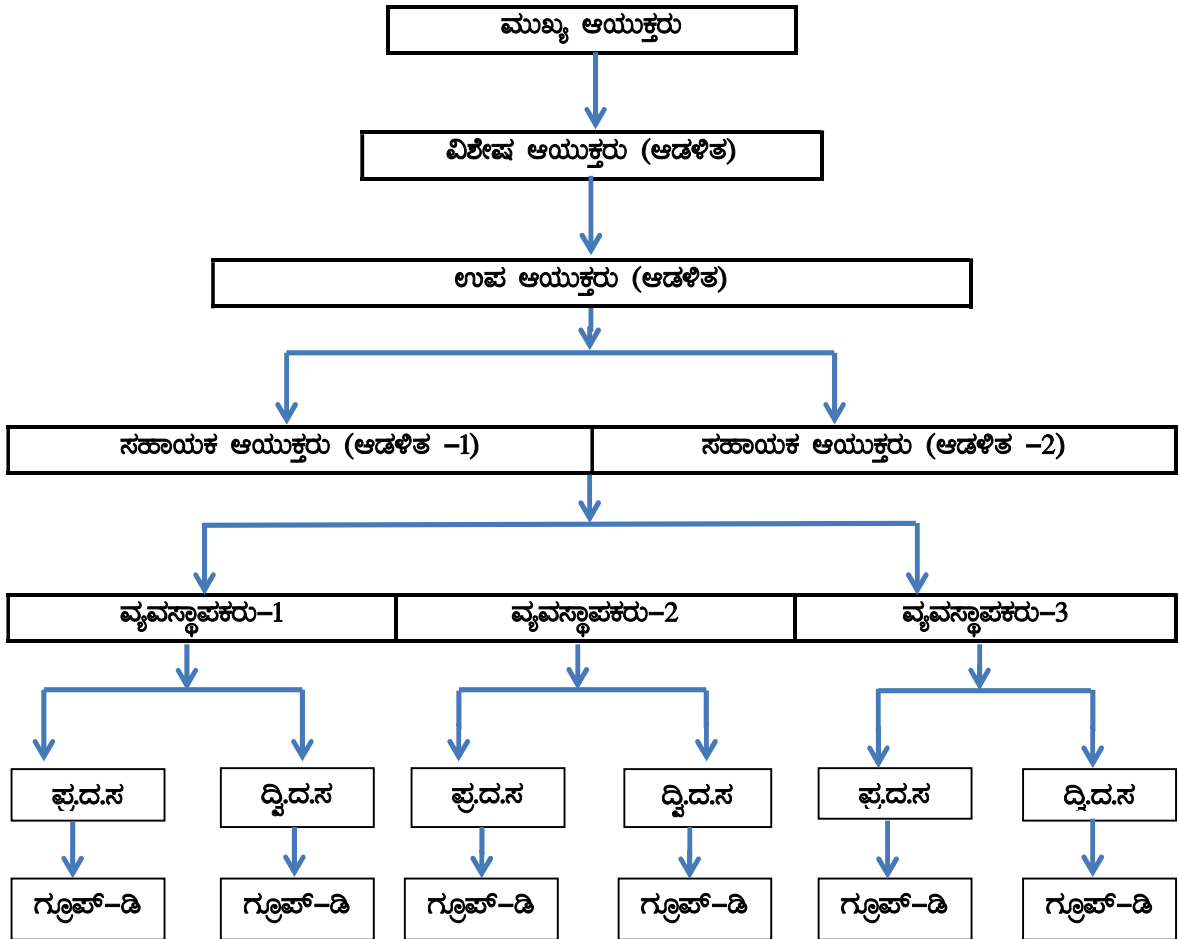 ಮುಖ್ಯ ಆಯುಕ್ತರು
ವಿಶೇಷ ಆಯುಕ್ತರು (ಆಡಳಿತ)
ಉಪ ಆಯುಕ್ತರು (ಆಡಳಿತ)
ಸಹಾಯಕ ಆಯುಕ್ತರು (ಆಡಳಿತ -1) ಸಹಾಯಕ ಆಯುಕ್ತರು (ಆಡಳಿತ -2)
ವ್ಯವಸ್ಥಾಪಕರು-1 ವ್ಯವಸ್ಥಾಪಕರು-2 ವ್ಯವಸ್ಥಾಪಕರು-3
ಪ್ರ.ದ.ಸ ದ್ವಿ.ದ.ಸ ಪ್ರ.ದ.ಸ ದ್ವಿ.ದ.ಸ ಪ್ರ.ದ.ಸ ದ್ವಿ.ದ.ಸ
ಗ್ರೂಪ್-ಡಿ ಗ್ರೂಪ್-ಡಿ ಗ್ರೂಪ್-ಡಿ ಗ್ರೂಪ್-ಡಿ ಗ್ರೂಪ್-ಡಿ ಗ್ರೂಪ್-ಡಿ